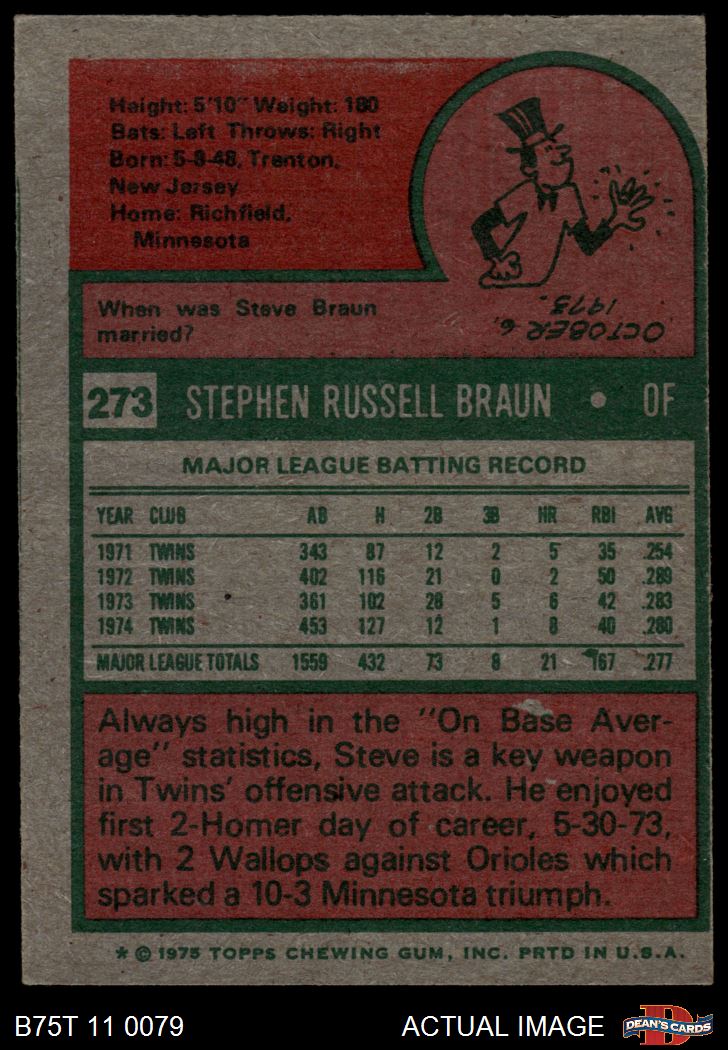 Height: 5'10" Weight: 180
Bats: Left Throws: Right
Born: 5-8-48, Trenton,
New Jersey
Home: Richfield,
Minnesota
When was Steve Braun
married?
OCTOBER 6,
1973.
273 STEPHEN RUSSELL BRAUN • OF
MAJOR LEAGUE BATTING RECORD
YEAR CLUB AB H 2B 3B HR RBI AVG
1971 TWINS 343 87 12 2 5 35 .254
1972 TWINS 402 116 21 0 2 50 .289
1973 TWINS 361 102 28 5 6 42 .283
1974 TWINS 453 127 12 1 8 40 .280
MAJOR LEAGUE TOTALS 1559 432 73 8 21 167 .277
Always high in the "On Base Aver-
age" statistics, Steve is a key weapon
in Twins' offensive attack. He enjoyed
first 2-Homer day of career, 5-30-73,
with 2 Wallops against Orioles which
sparked a 10-3 Minnesota triumph.
* © 1975 TOPPS CHEWING GUM, INC. PRTD IN U.S.A.
B75T 11 0079 ACTUAL IMAGE D DEAN'S CARDS